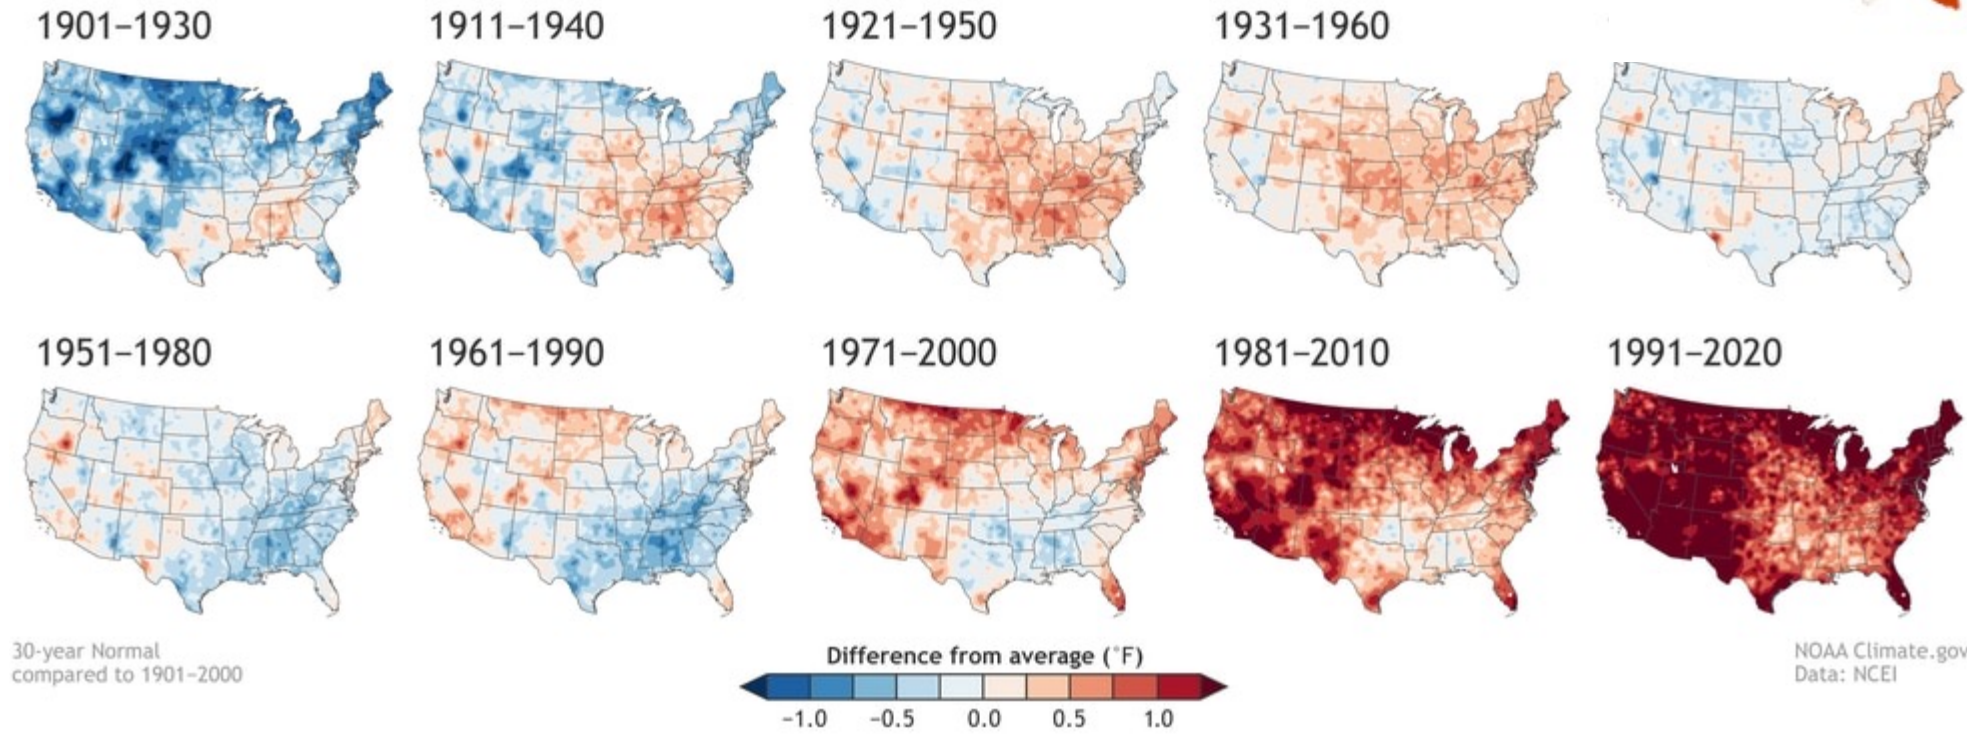 1901–1930
1911–1940
1921–1950
1931–1960
1951–1980
1961–1990
1971–2000
1981–2010
1991–2020
30-year Normal
compared to 1901–2000
Difference from average (°F)
−1.0 −0.5 0.0 0.5 1.0
NOAA Climate.gov
Data: NCEI